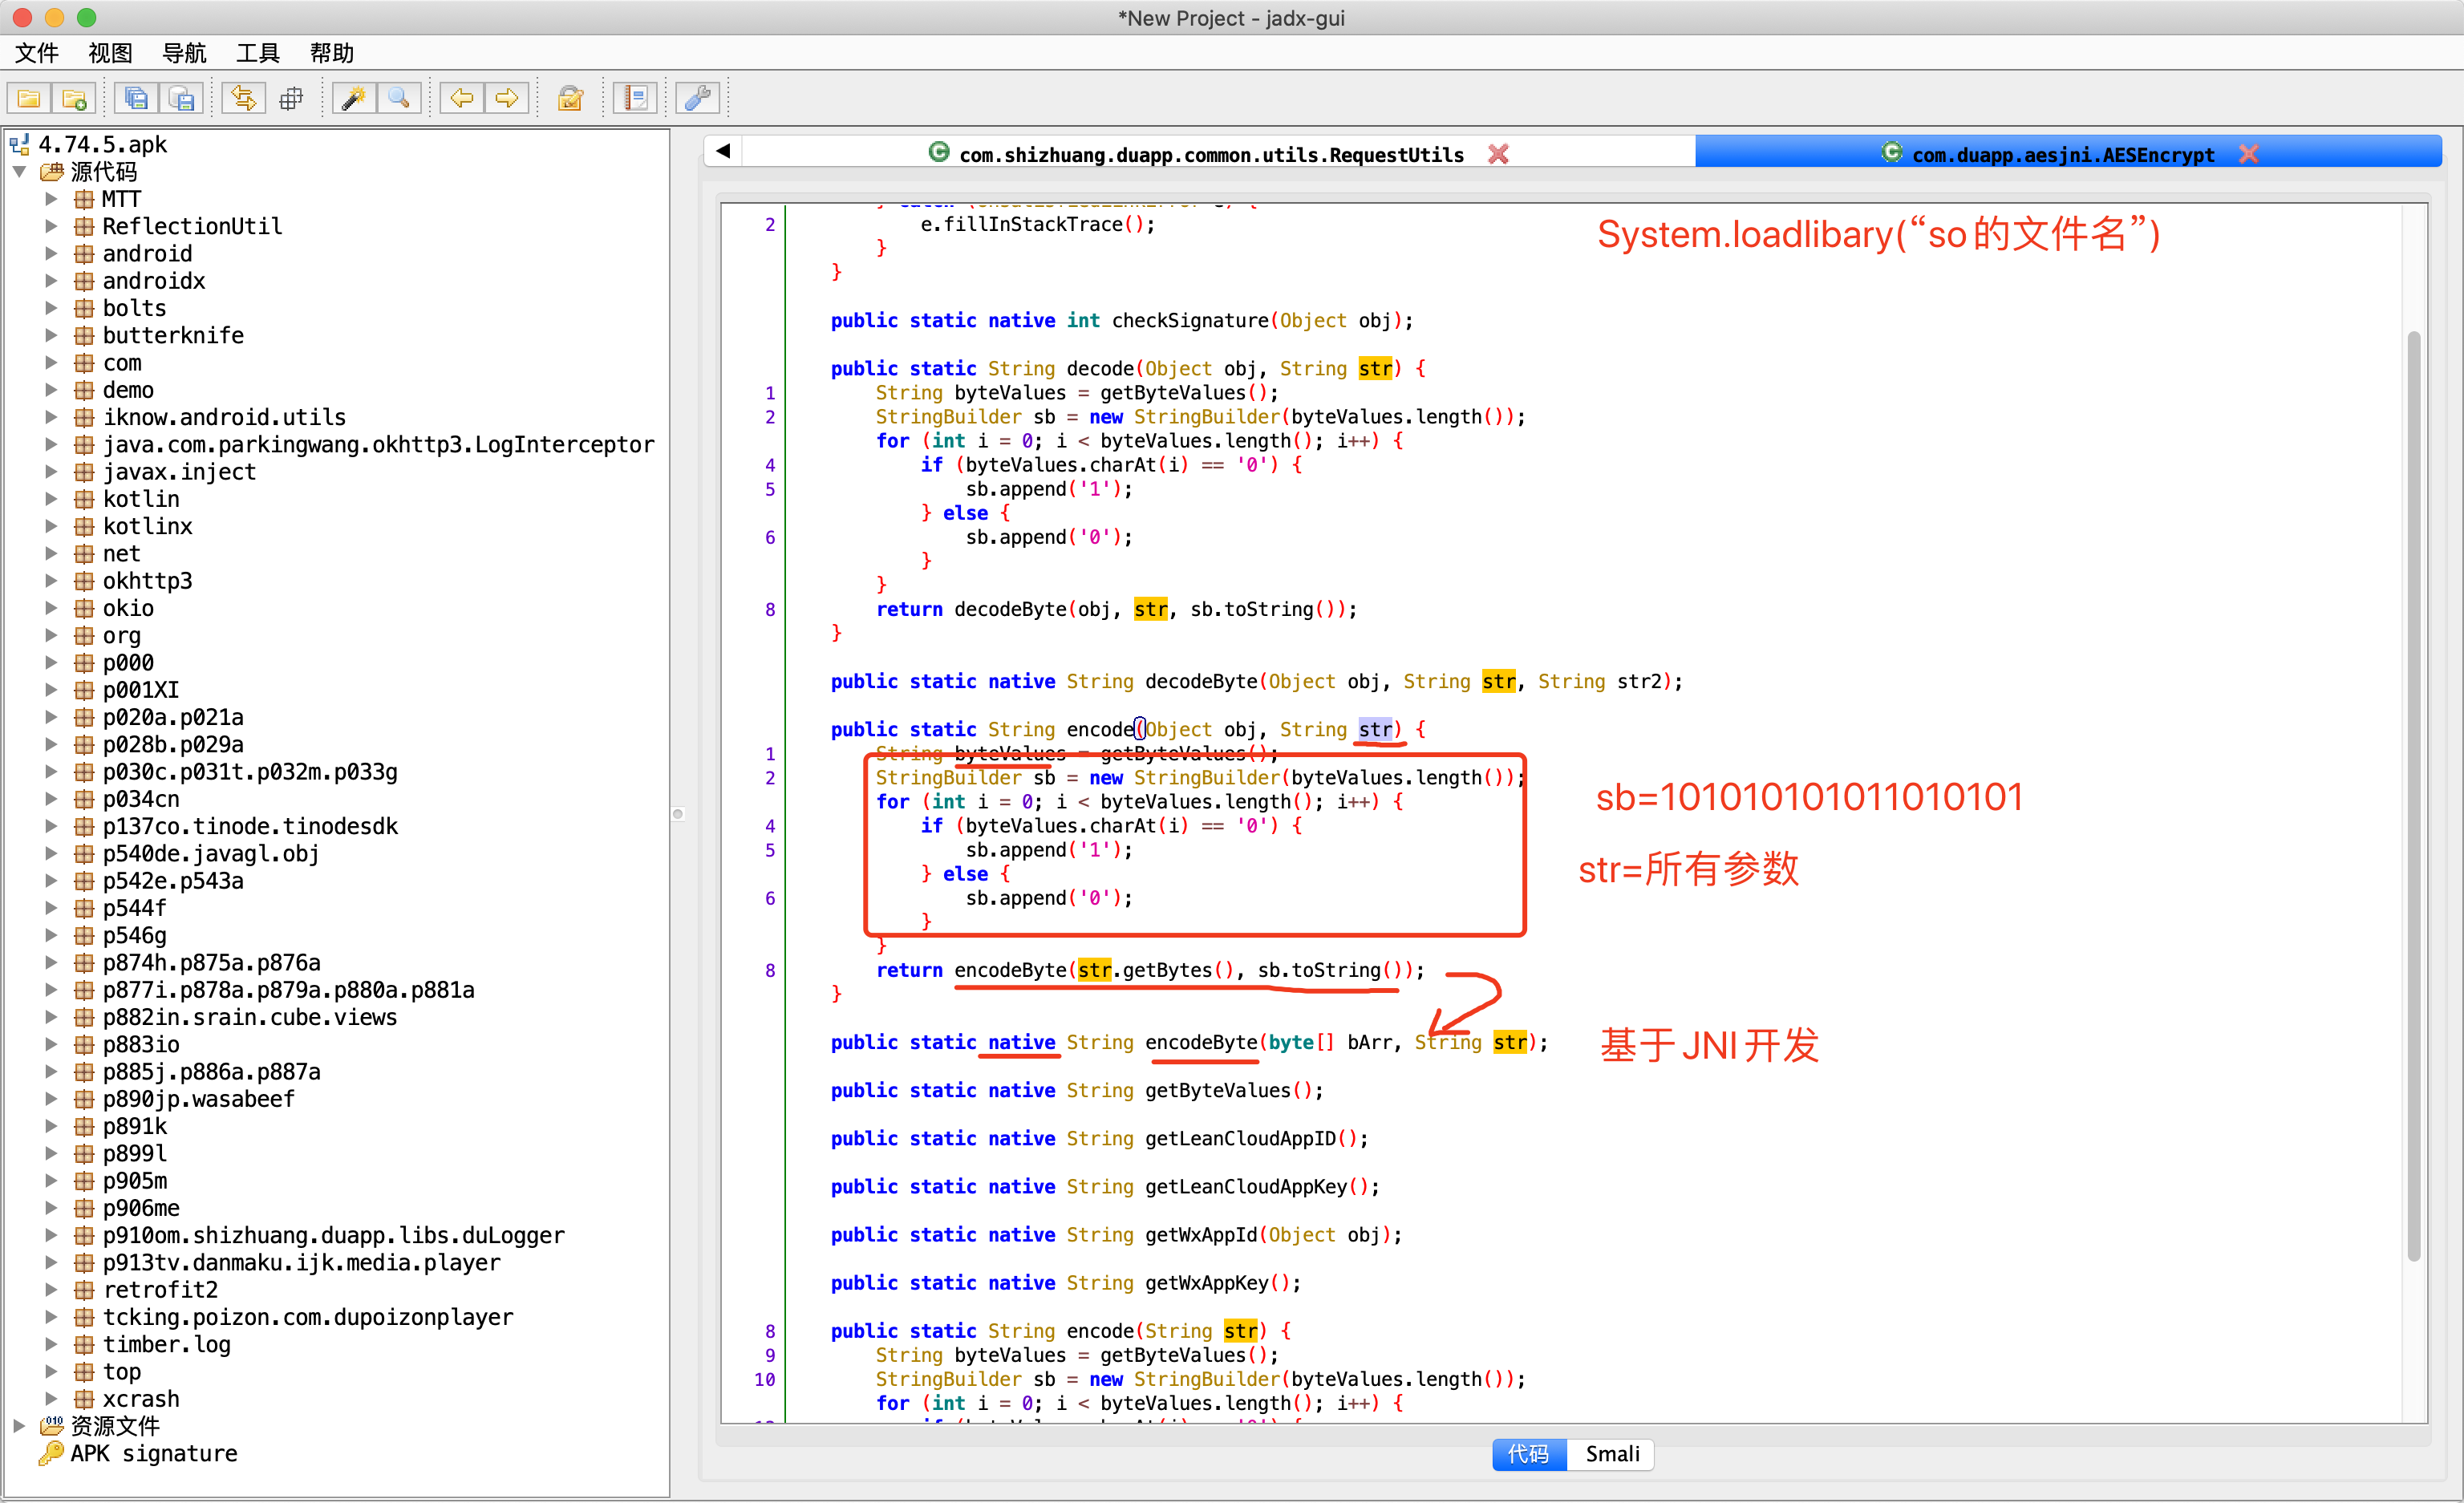 *New Project - jadx-gui
文件 视图 导航 工具 帮助
4.74.5.apk
源代码
MTT
ReflectionUtil
android
androidx
bolts
butterknife
com
demo
iknow.android.utils
java.com.parkingwang.okhttp3.LogInterceptor
javax.inject
kotlin
kotlinx
net
okhttp3
okio
org
p000
p001XI
p020a.p021a
p028b.p029a
p030c.p031t.p032m.p033g
p034cn
p137co.tinode.tinodesdk
p540de.javagl.obj
p542e.p543a
p544f
p546g
p874h.p875a.p876a
p877i.p878a.p879a.p880a.p881a
p882in.srain.cube.views
p883io
p885j.p886a.p887a
p890jp.wasabeef
p891k
p899l
p905m
p906me
p910om.shizhuang.duapp.libs.duLogger
p913tv.danmaku.ijk.media.player
retrofit2
tcking.poizon.com.dupoizonplayer
timber.log
top
xcrash
资源文件
APK signature
com.shizhuang.duapp.common.utils.RequestUtils
com.duapp.aesjni.AESEncrypt
2 e.fillInStackTrace();
}
}
System.loadlibary(“so的文件名”)
public static native int checkSignature(Object obj);
public static String decode(Object obj, String str) {
1 String byteValues = getByteValues();
2 StringBuilder sb = new StringBuilder(byteValues.length());
for (int i = 0; i < byteValues.length(); i++) {
4 if (byteValues.charAt(i) == '0') {
5 sb.append('1');
} else {
6 sb.append('0');
}
}
8 return decodeByte(obj, str, sb.toString());
}
public static native String decodeByte(Object obj, String str, String str2);
public static String encode(Object obj, String str) {
1 String byteValues = getByteValues();
2 StringBuilder sb = new StringBuilder(byteValues.length());
for (int i = 0; i < byteValues.length(); i++) {
4 if (byteValues.charAt(i) == '0') {
5 sb.append('1');
} else {
6 sb.append('0');
}
}
8 return encodeByte(str.getBytes(), sb.toString());
}
sb=101010101011010101
str=所有参数
public static native String encodeByte(byte[] bArr, String str);
基于JNI开发
public static native String getByteValues();
public static native String getLeanCloudAppID();
public static native String getLeanCloudAppKey();
public static native String getWxAppId(Object obj);
public static native String getWxAppKey();
8 public static String encode(String str) {
9 String byteValues = getByteValues();
10 StringBuilder sb = new StringBuilder(byteValues.length());
for (int i = 0; i < byteValues.length(); i++) {
代码 Smali